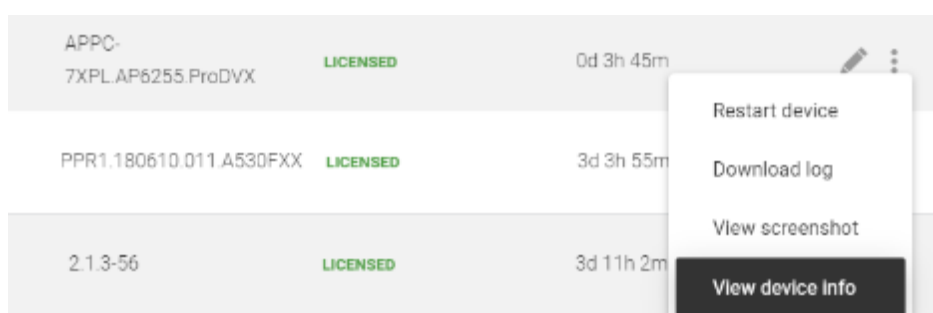 APPC-
7XPL.AP6255.ProDVX LICENSED 0d 3h 45m
Restart device
PPR1.180610.011.A530FXX LICENSED 3d 3h 55m
Download log
View screenshot
2.1.3-56 LICENSED 3d 11h 2m
View device info